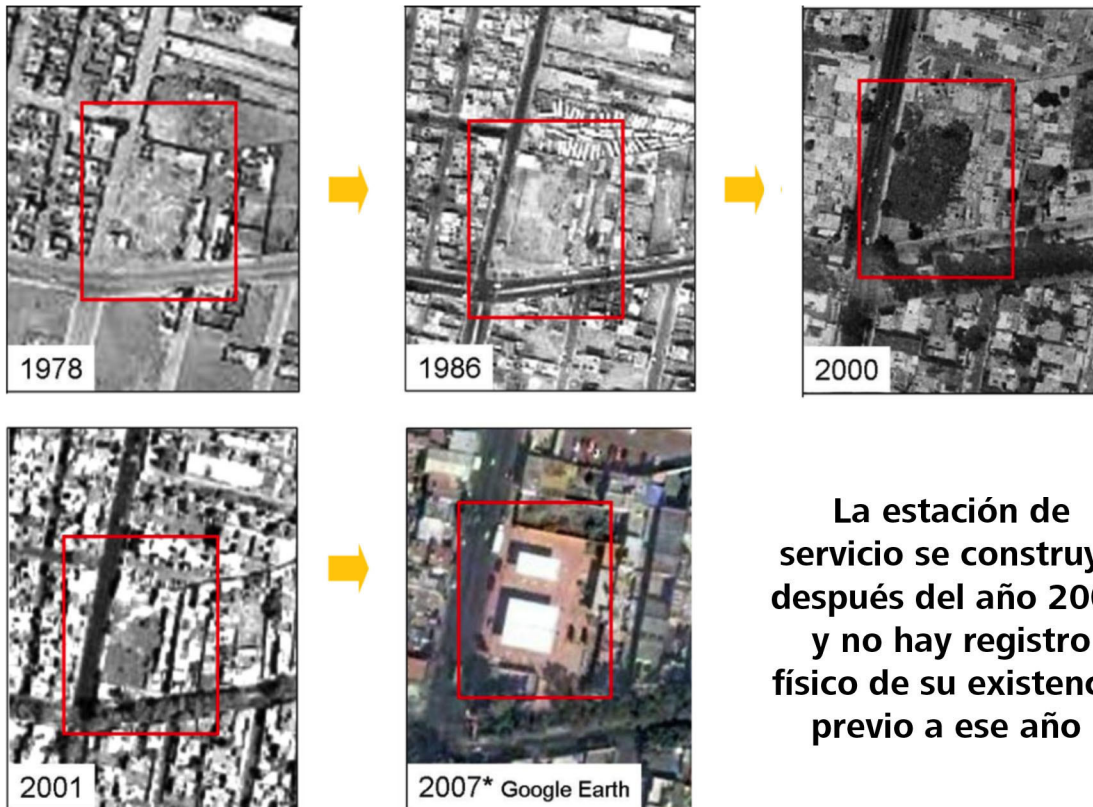 1978
1986
2000
2001
2007* Google Earth
La estación de
servicio se
después del año
y no hay registro
físico de su
previo a ese año